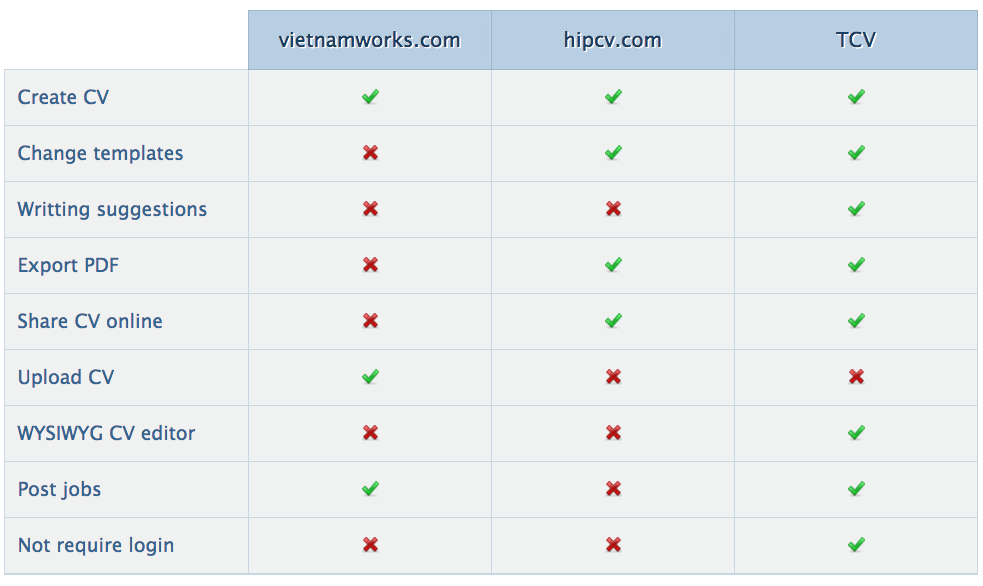 vietnamworks.com hipcv.com TCV
Create CV
Change templates
Writting suggestions
Export PDF
Share CV online
Upload CV
WYSIWYG CV editor
Post jobs
Not require login